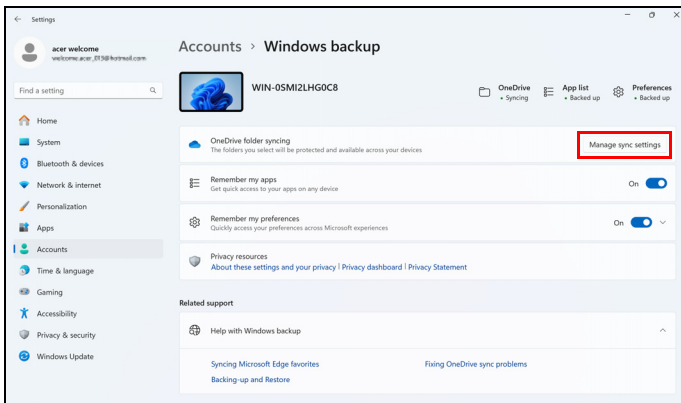 Settings
acer welcome
welcome.acer_013@hotmail.com
Find a setting
Home
System
Bluetooth & devices
Network & internet
Personalization
Apps
Accounts
Time & language
Gaming
Accessibility
Privacy & security
Windows Update
Accounts > Windows backup
WIN-0SMI2LHG0C8
OneDrive
• Syncing
App list
• Backed up
Preferences
• Backed up
OneDrive folder syncing
The folders you select will be protected and available across your devices
Manage sync settings
Remember my apps
Get quick access to your apps on any device
On
Remember my preferences
Quickly access your preferences across Microsoft experiences
On
Privacy resources
About these settings and your privacy | Privacy dashboard | Privacy Statement
Related support
Help with Windows backup
Syncing Microsoft Edge favorites
Fixing OneDrive sync problems
Backing-up and Restore